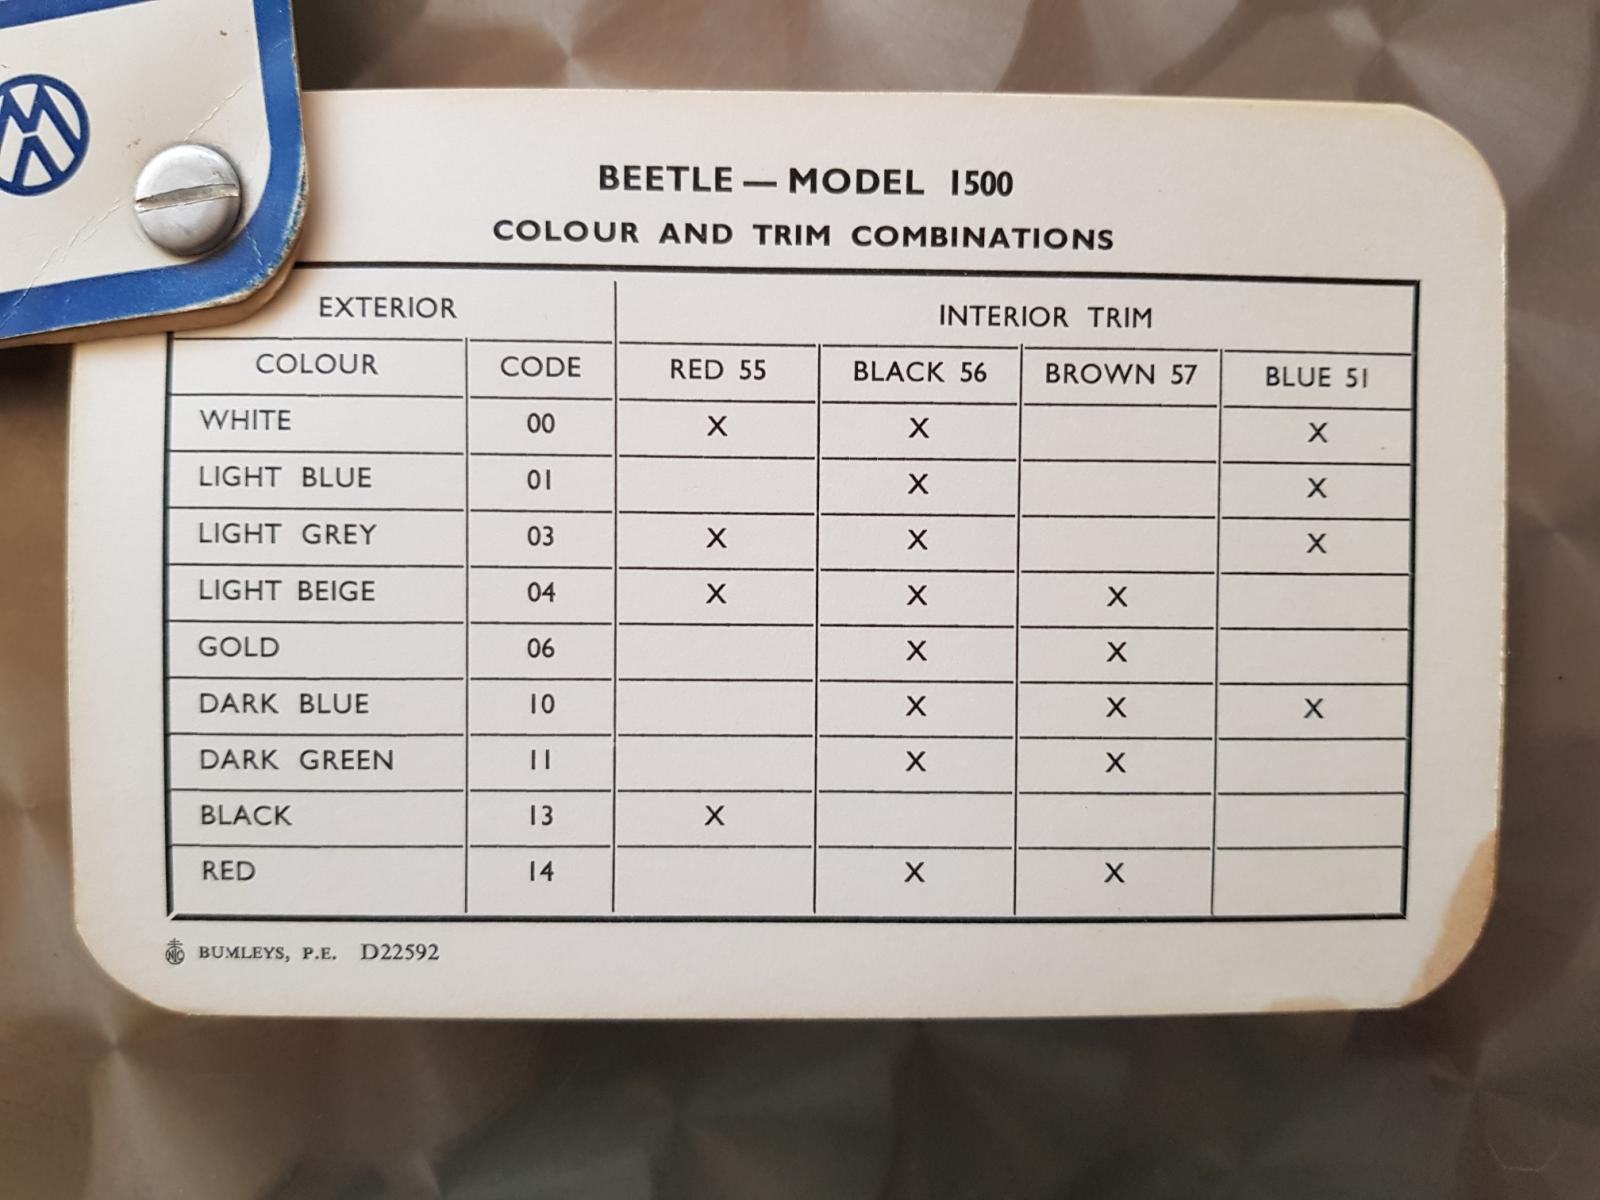 BEETLE — MODEL 1500
COLOUR AND TRIM COMBINATIONS
EXTERIOR INTERIOR TRIM
COLOUR CODE RED 55 BLACK 56 BROWN 57 BLUE 51
WHITE 00 X X X
LIGHT BLUE 01 X X
LIGHT GREY 03 X X X
LIGHT BEIGE 04 X X X
GOLD 06 X X
DARK BLUE 10 X X X
DARK GREEN 11 X X
BLACK 13 X
RED 14 X X
BUMLEYS, P.E. D22592